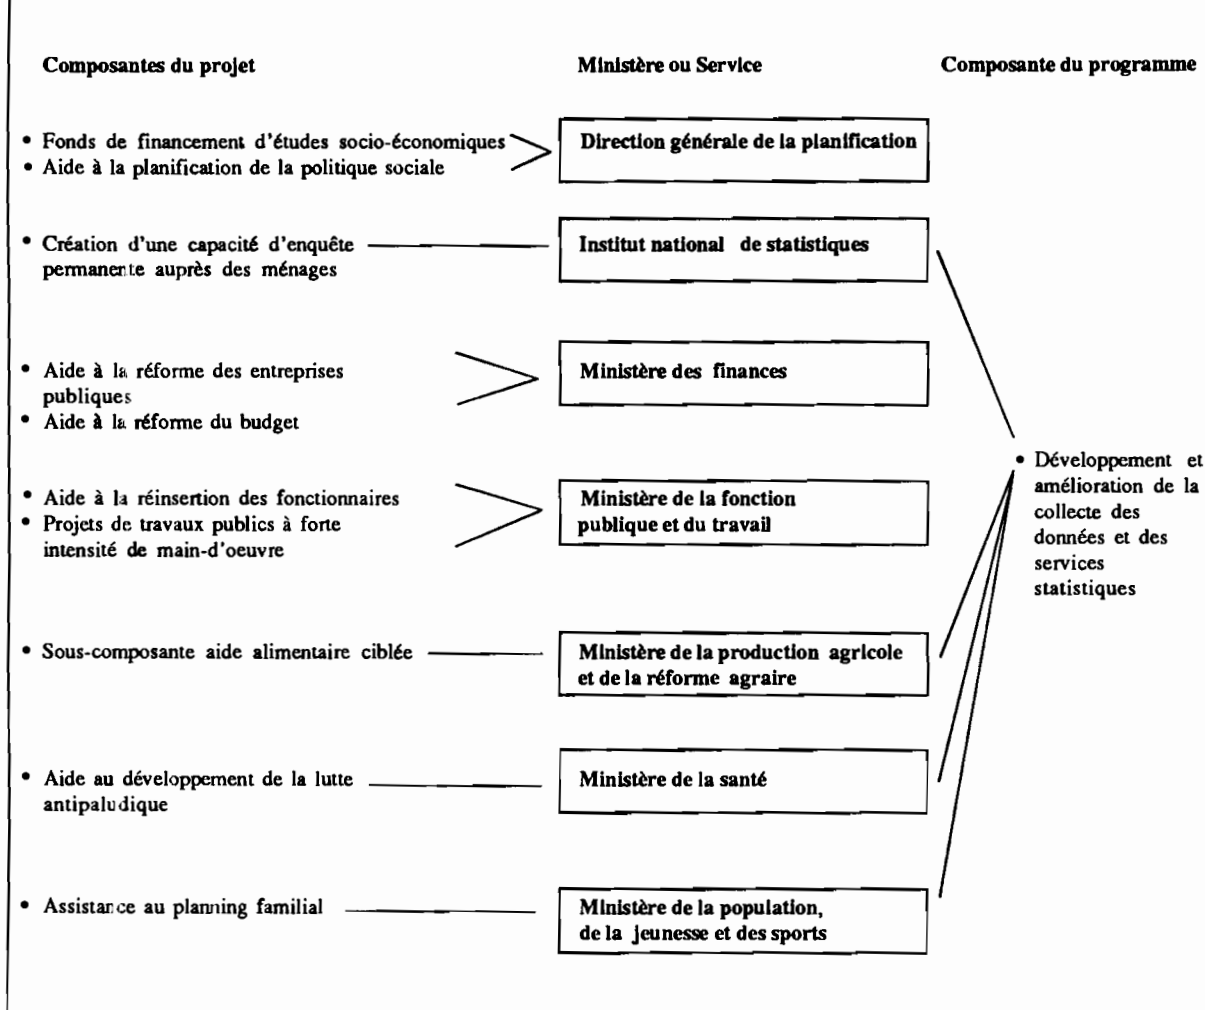 Composantes du projet
Ministère ou Service
Composante du programme
• Fonds de financement d'études socio-économiques
• Aide à la planification de la politique sociale
Direction générale de la planification
• Création d'une capacité d'enquête
permanente auprès des ménages
Institut national de statistiques
• Aide à la réforme des entreprises
publiques
• Aide à la réforme du budget
Ministère des finances
• Aide à la réinsertion des fonctionnaires
• Projets de travaux publics à forte
intensité de main-d'oeuvre
Ministère de la fonction
publique et du travail
• Développement et
amélioration de la
collecte des
données et des
services
statistiques
• Sous-composante aide alimentaire ciblée
Ministère de la production agricole
et de la réforme agraire
• Aide au développement de la lutte
antipaludique
Ministère de la santé
• Assistance au planning familial
Ministère de la population,
de la jeunesse et des sports